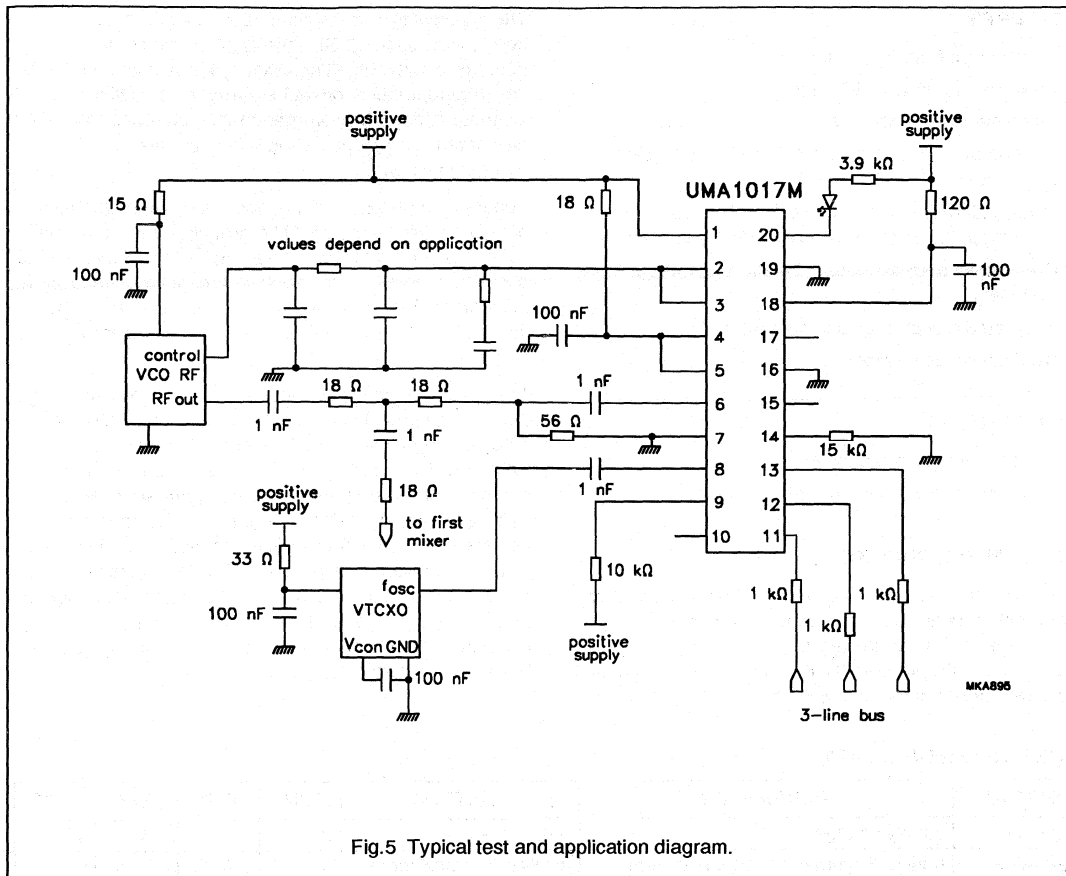 positive
supply
positive
supply
3.9 kΩ
15 Ω
18 Ω
UMA1017M
120 Ω
1
20
values depend on application
100 nF
2
19
100
nF
3
18
100 nF
4
17
control
VCO RF
RF out
5
16
18 Ω
18 Ω
1 nF
6
15
1 nF
1 nF
56 Ω
7
14
15 kΩ
8
13
1 nF
positive
supply
18 Ω
9
12
to first
mixer
10
11
33 Ω
10 kΩ
fosc
VTCXO
Vcon GND
1 kΩ
1 kΩ
1 kΩ
100 nF
positive
supply
100 nF
MKA895
3-line bus
Fig.5 Typical test and application diagram.